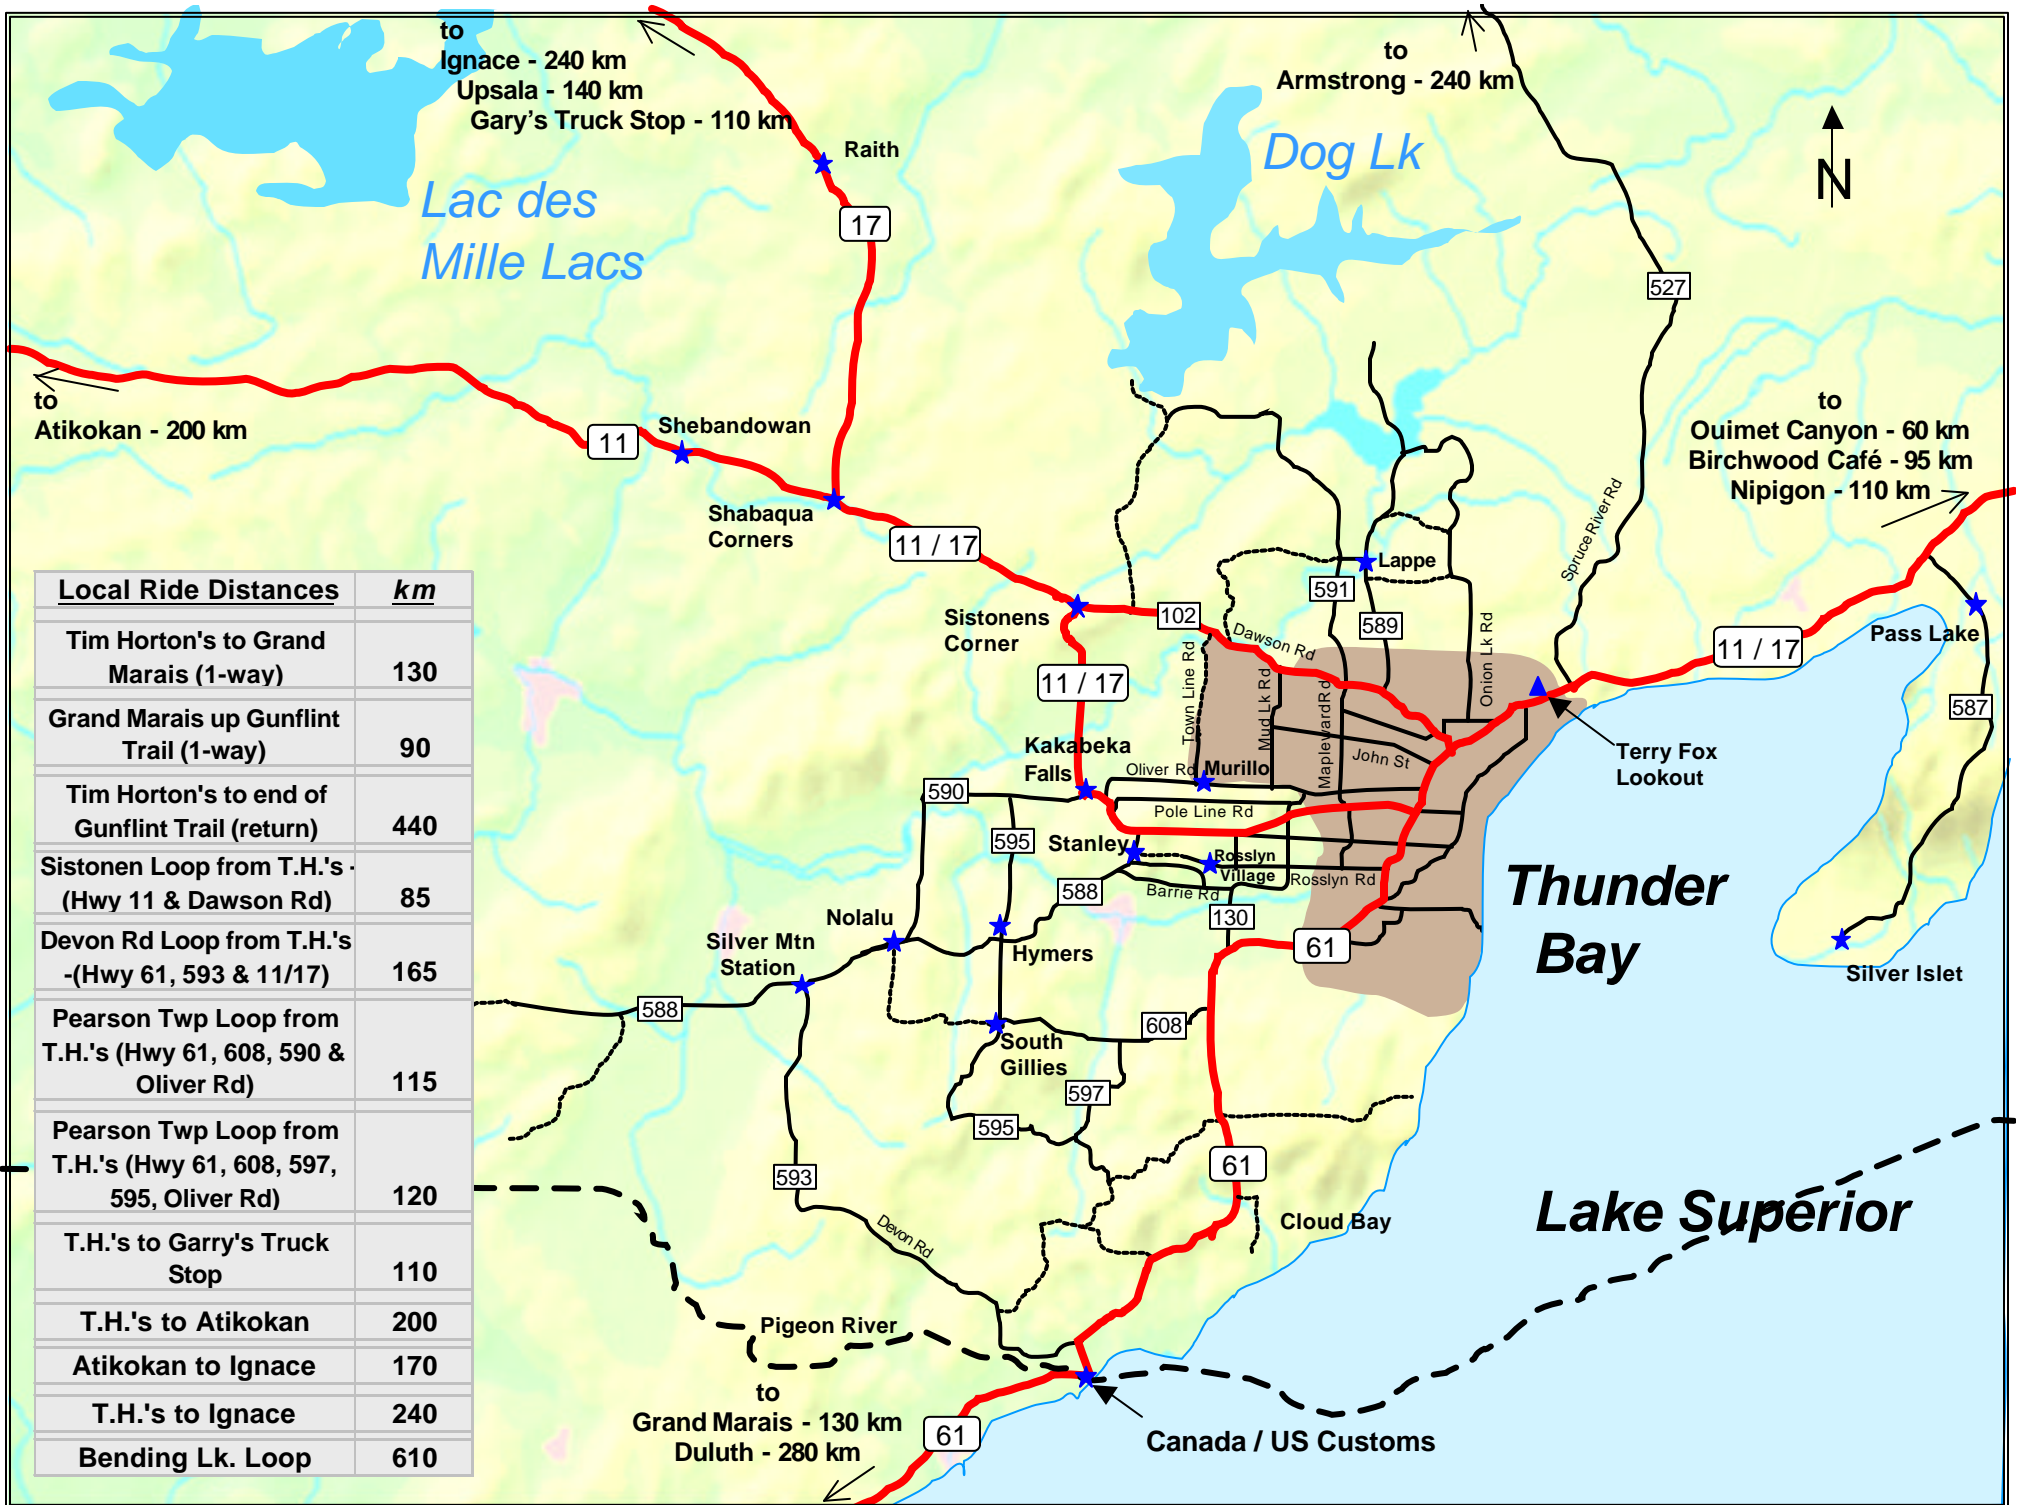 to
Ignace - 240 km
Upsala - 140 km
Gary's Truck Stop - 110 km
to
Armstrong - 240 km
Raith
Dog Lk
N
Lac des
Mille Lacs
17
527
to
Atikokan - 200 km
11
Shebandowan
to
Ouimet Canyon - 60 km
Birchwood Café - 95 km
Nipigon - 110 km
Shabaqua
Corners
11 / 17
Spruce River Rd
Lappe
591
589
Sistonens
Corner
102
Dawson Rd
Onion Lk Rd
11 / 17
Pass Lake
587
11 / 17
Town Line Rd
Mud Lk Rd
Mapleward Rd
John St
Terry Fox
Lookout
Kakabeka
Falls
Oliver Rd
Murillo
590
Pole Line Rd
595
Stanley
Rosslyn
Village
Rosslyn Rd
Barrie Rd
588
130
Thunder
Bay
Nolalu
Silver Mtn
Station
Hymers
61
Silver Islet
588
608
South
Gillies
597
595
593
61
Cloud Bay
Devon Rd
Lake Superior
Pigeon River
to
Grand Marais - 130 km
Duluth - 280 km
61
Canada / US Customs
Local Ride Distances km
Tim Horton's to Grand
Marais (1-way) 130
Grand Marais up Gunflint
Trail (1-way) 90
Tim Horton's to end of
Gunflint Trail (return) 440
Sistonen Loop from T.H.'s -
(Hwy 11 & Dawson Rd) 85
Devon Rd Loop from T.H.'s
-(Hwy 61, 593 & 11/17) 165
Pearson Twp Loop from
T.H.'s (Hwy 61, 608, 590 &
Oliver Rd) 115
Pearson Twp Loop from
T.H.'s (Hwy 61, 608, 597,
595, Oliver Rd) 120
T.H.'s to Garry's Truck
Stop 110
T.H.'s to Atikokan 200
Atikokan to Ignace 170
T.H.'s to Ignace 240
Bending Lk. Loop 610